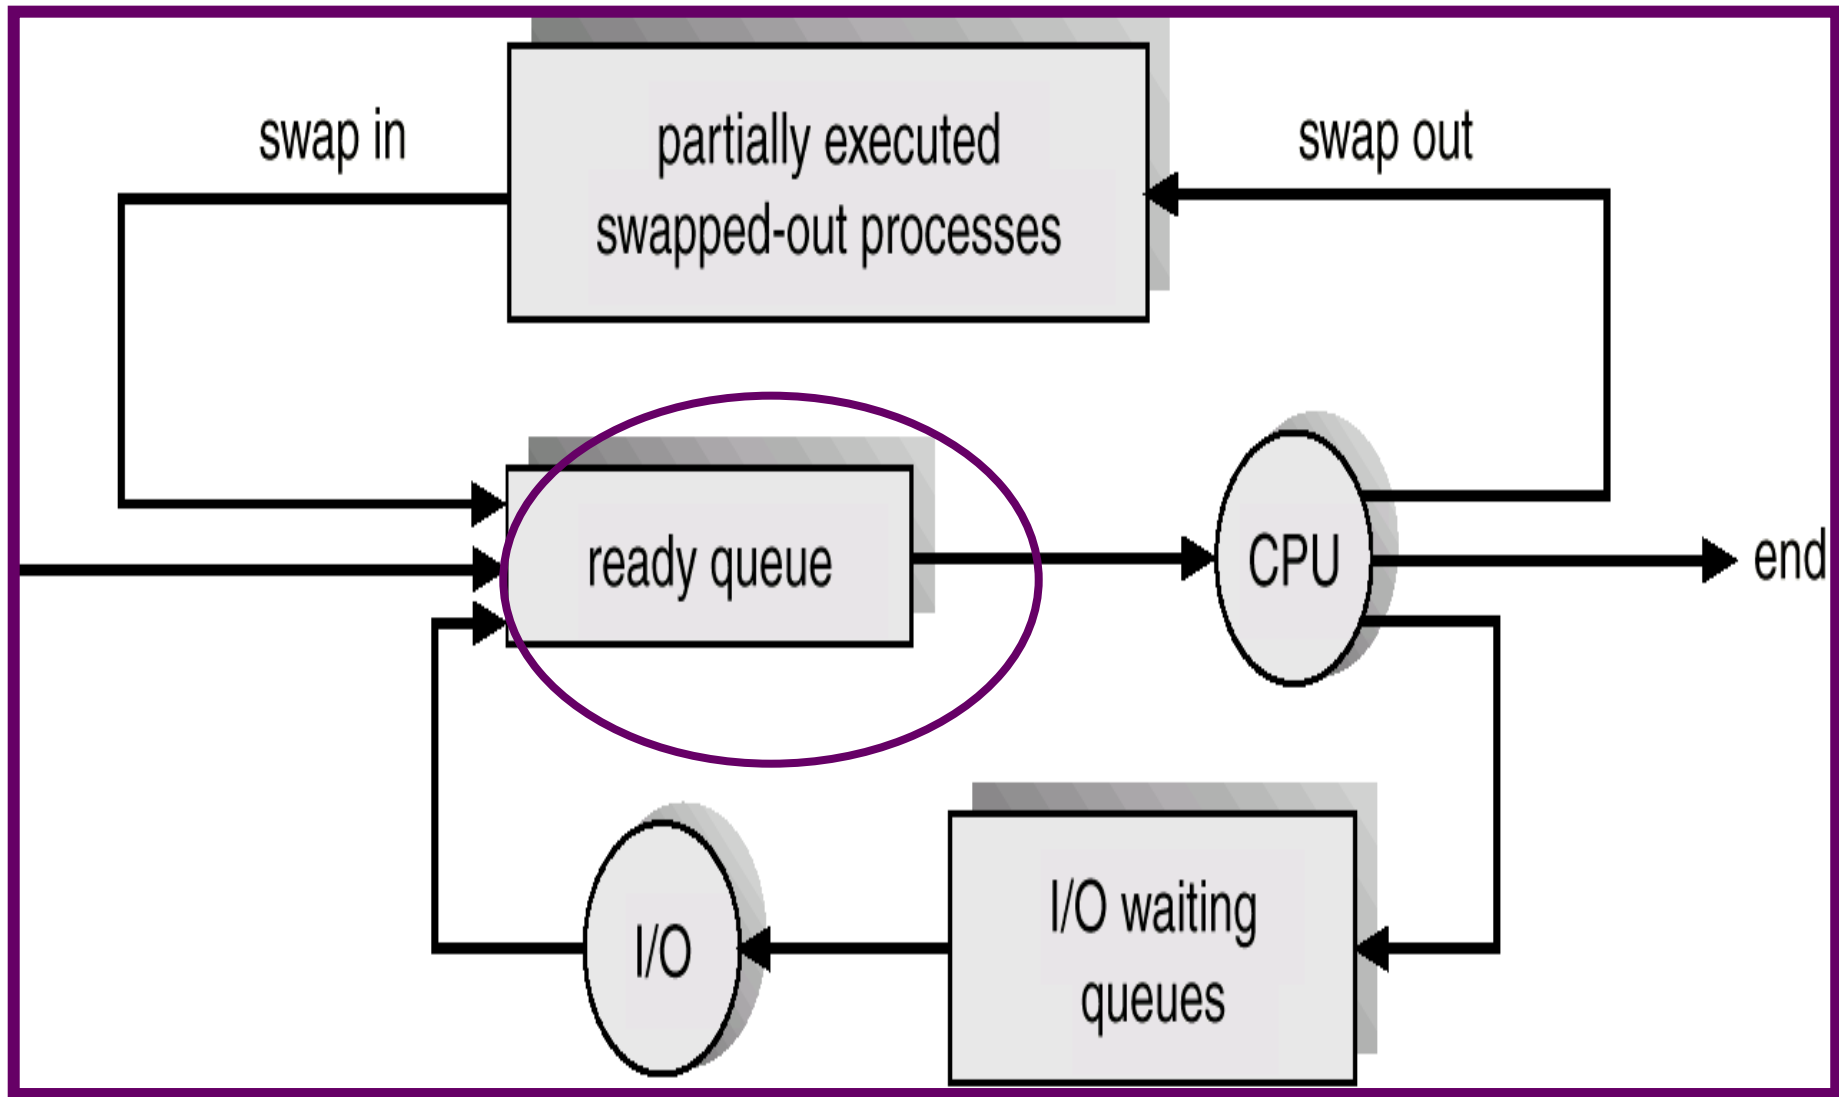 swap in
partially executed
swapped-out processes
swap out
ready queue
CPU
end
I/O
I/O waiting
queues